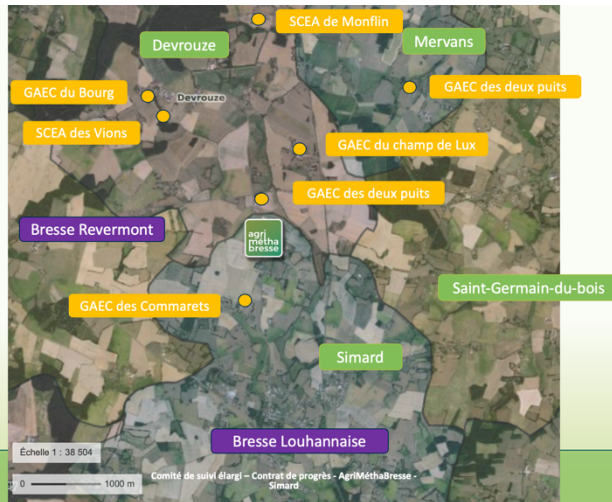 SCEA de Monflin
Devrouze
Mervans
GAEC des deux puits
GAEC du Bourg
Devrouze
SCEA des Vions
GAEC du champ de Lux
GAEC des deux puits
Bresse Revermont
agri
métha
bresse
Saint-Germain-du-bois
GAEC des Commarets
Simard
Bresse Louhannaise
Échelle 1 : 38 504
0 1000 m
Comité de suivi élargi – Contrat de progrès - AgriMéthaBresse -
Simard